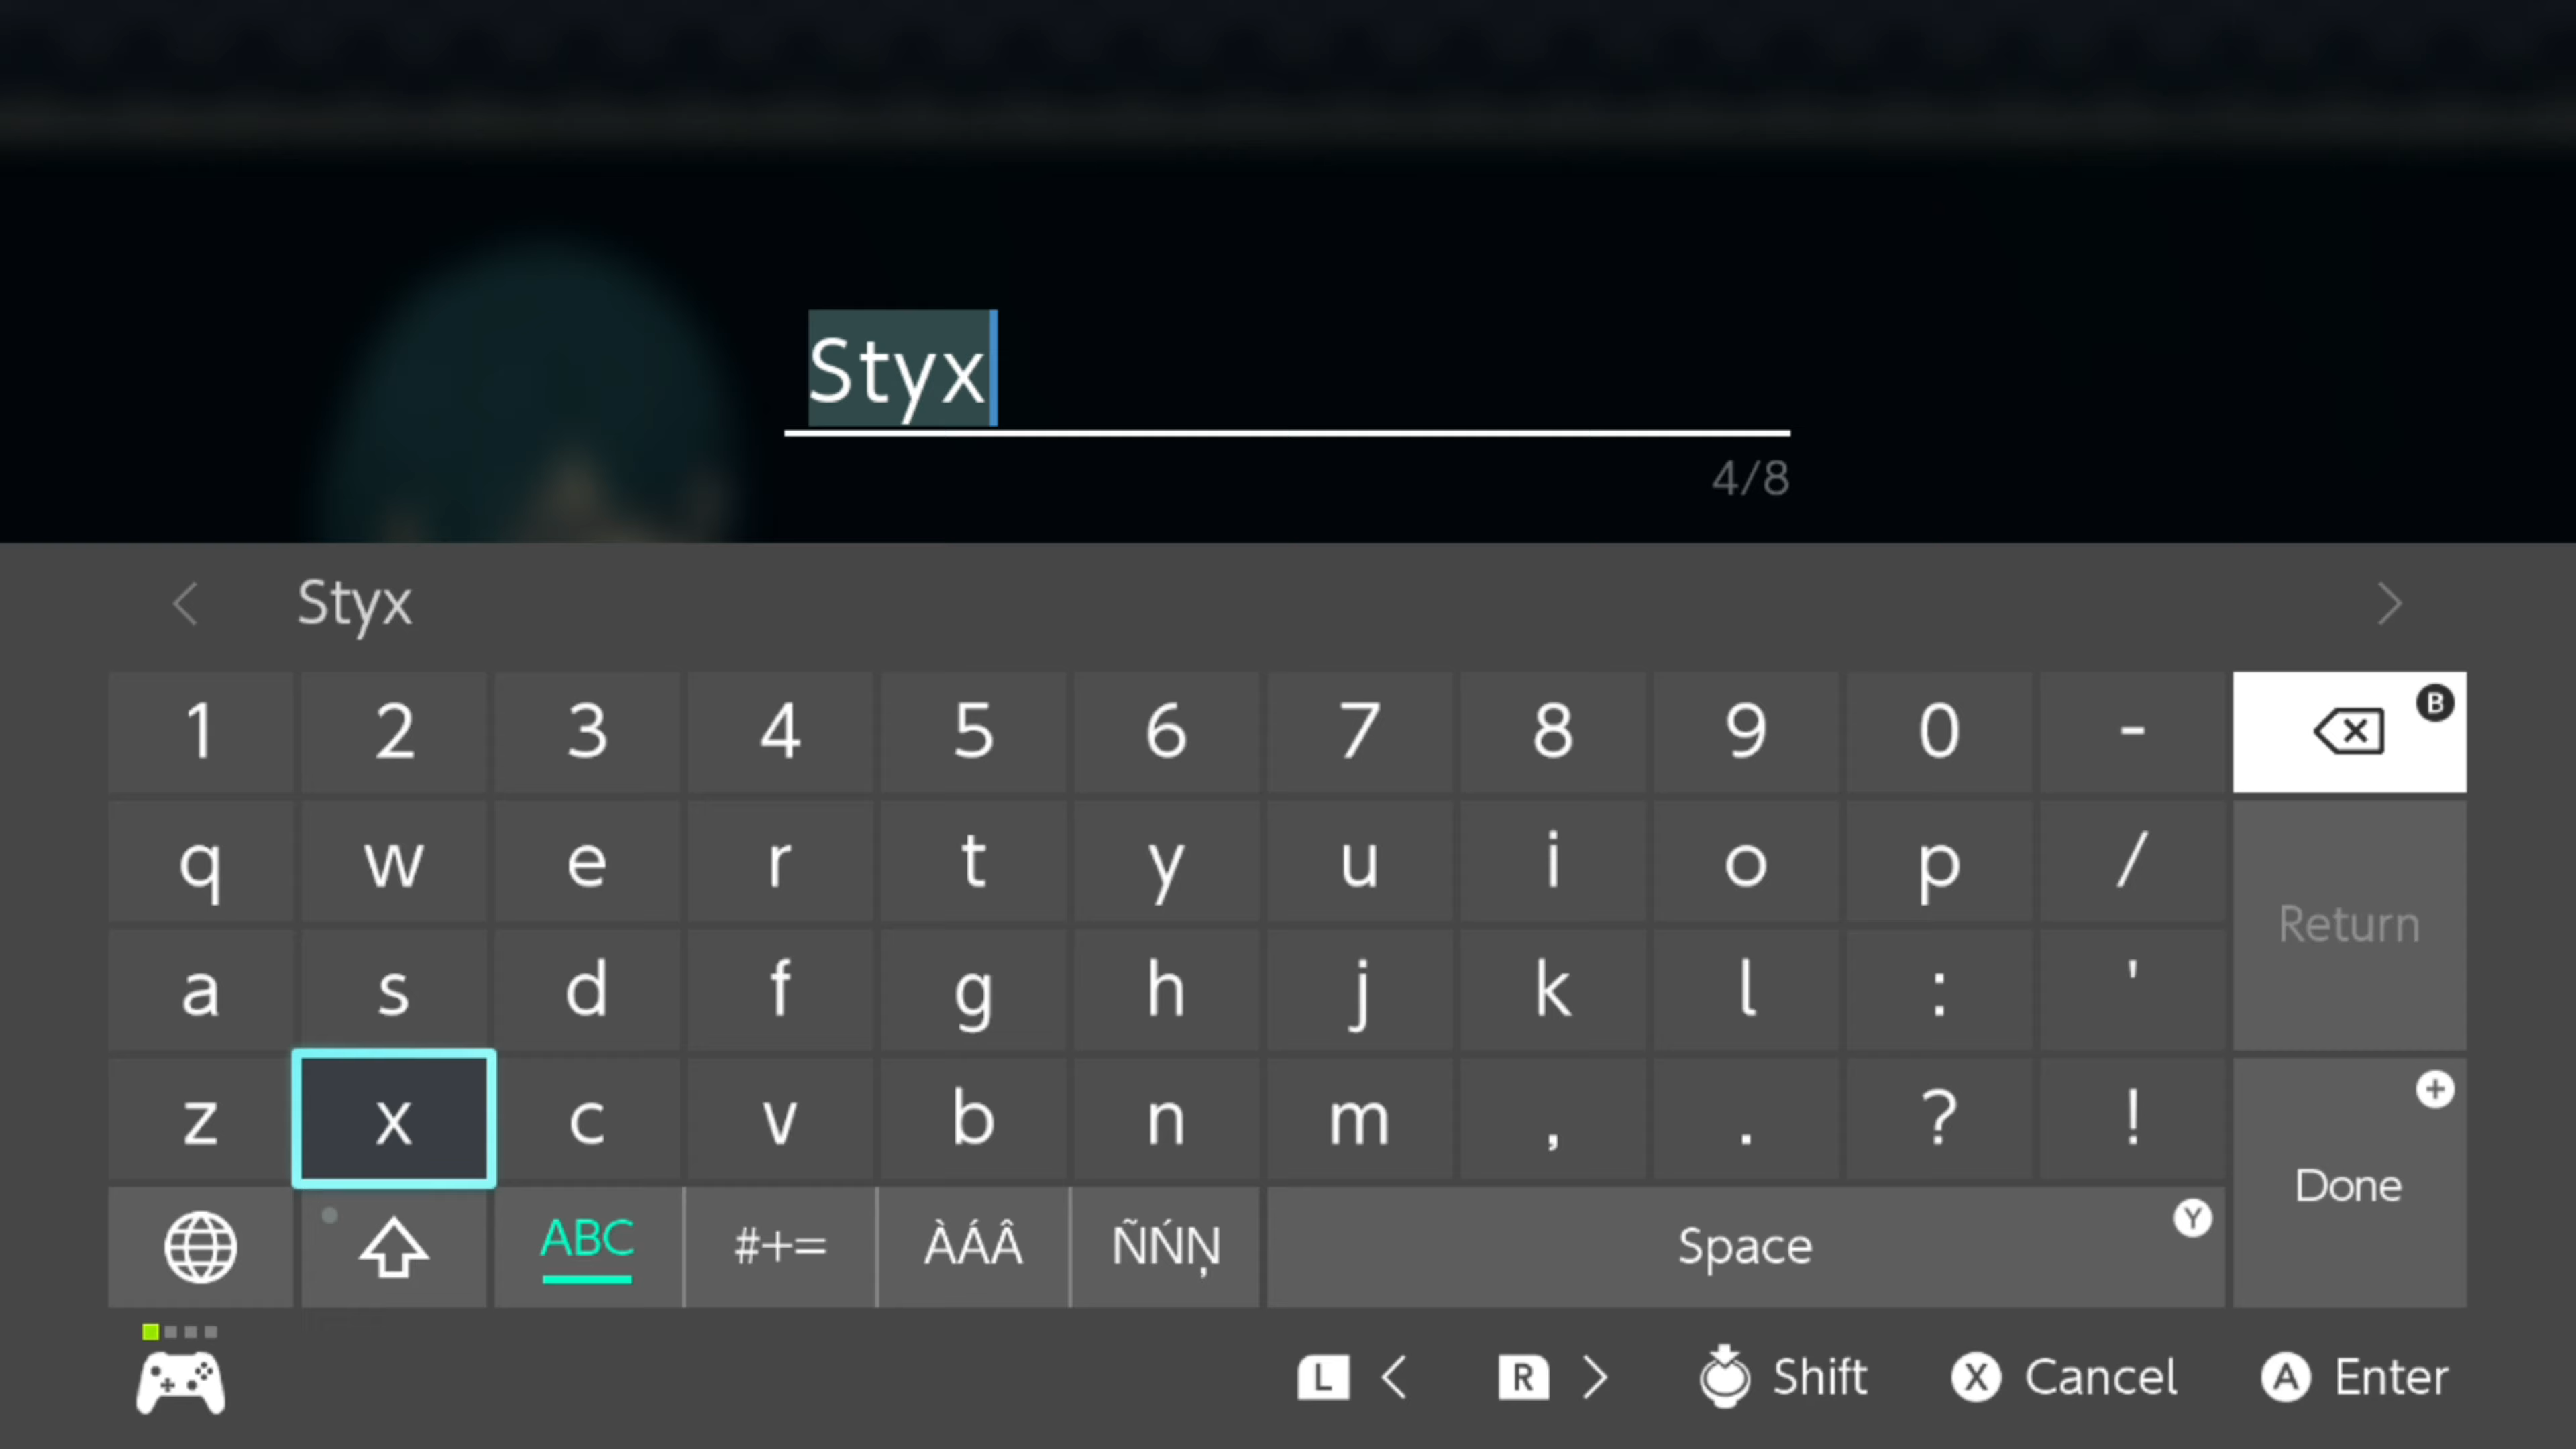 Styx
4/8
Styx
1 2 3 4 5 6 7 8 9 0 - B
q w e r t y u i o p /
Return
a s d f g h j k l : '
z x c v b n m , . ? ! +
Done
ABC #+= ÀÁÂ ÑŃŅ Space Y
L < R > Shift X Cancel A Enter